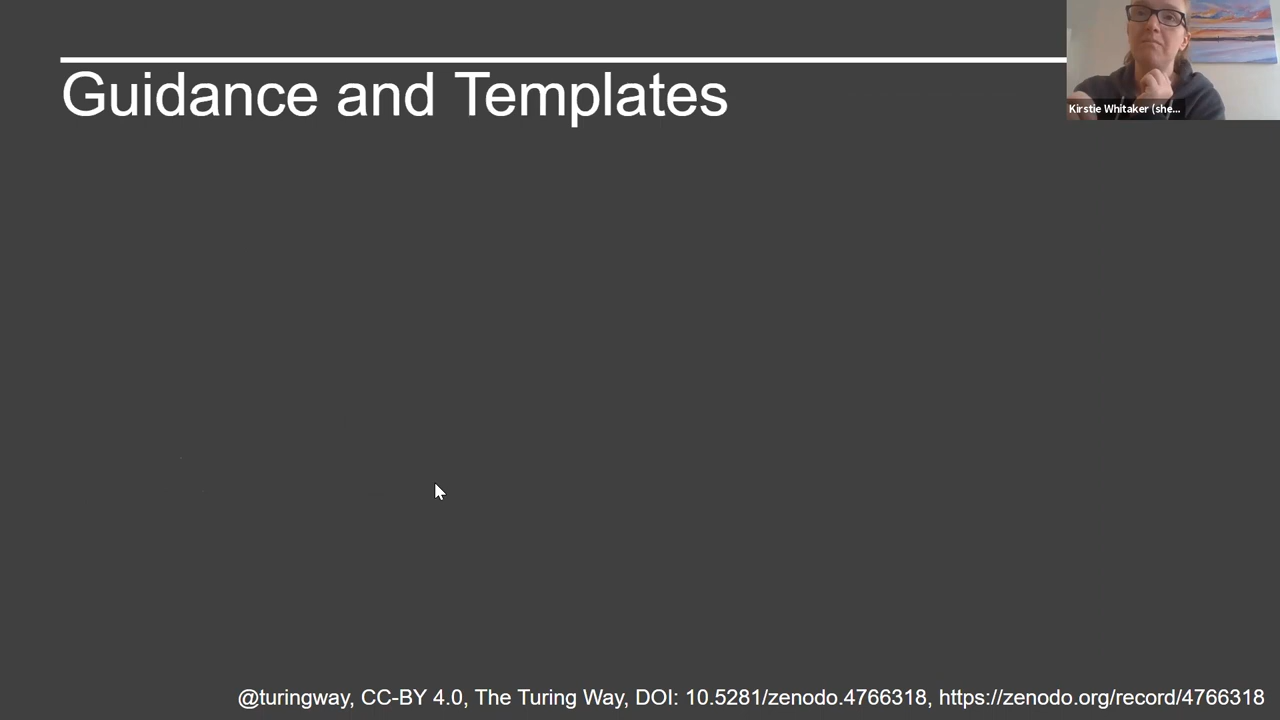 Guidance and Templates
Kirstie Whitaker (she...
@turingway, CC-BY 4.0, The Turing Way, DOI: 10.5281/zenodo.4766318, https://zenodo.org/record/4766318